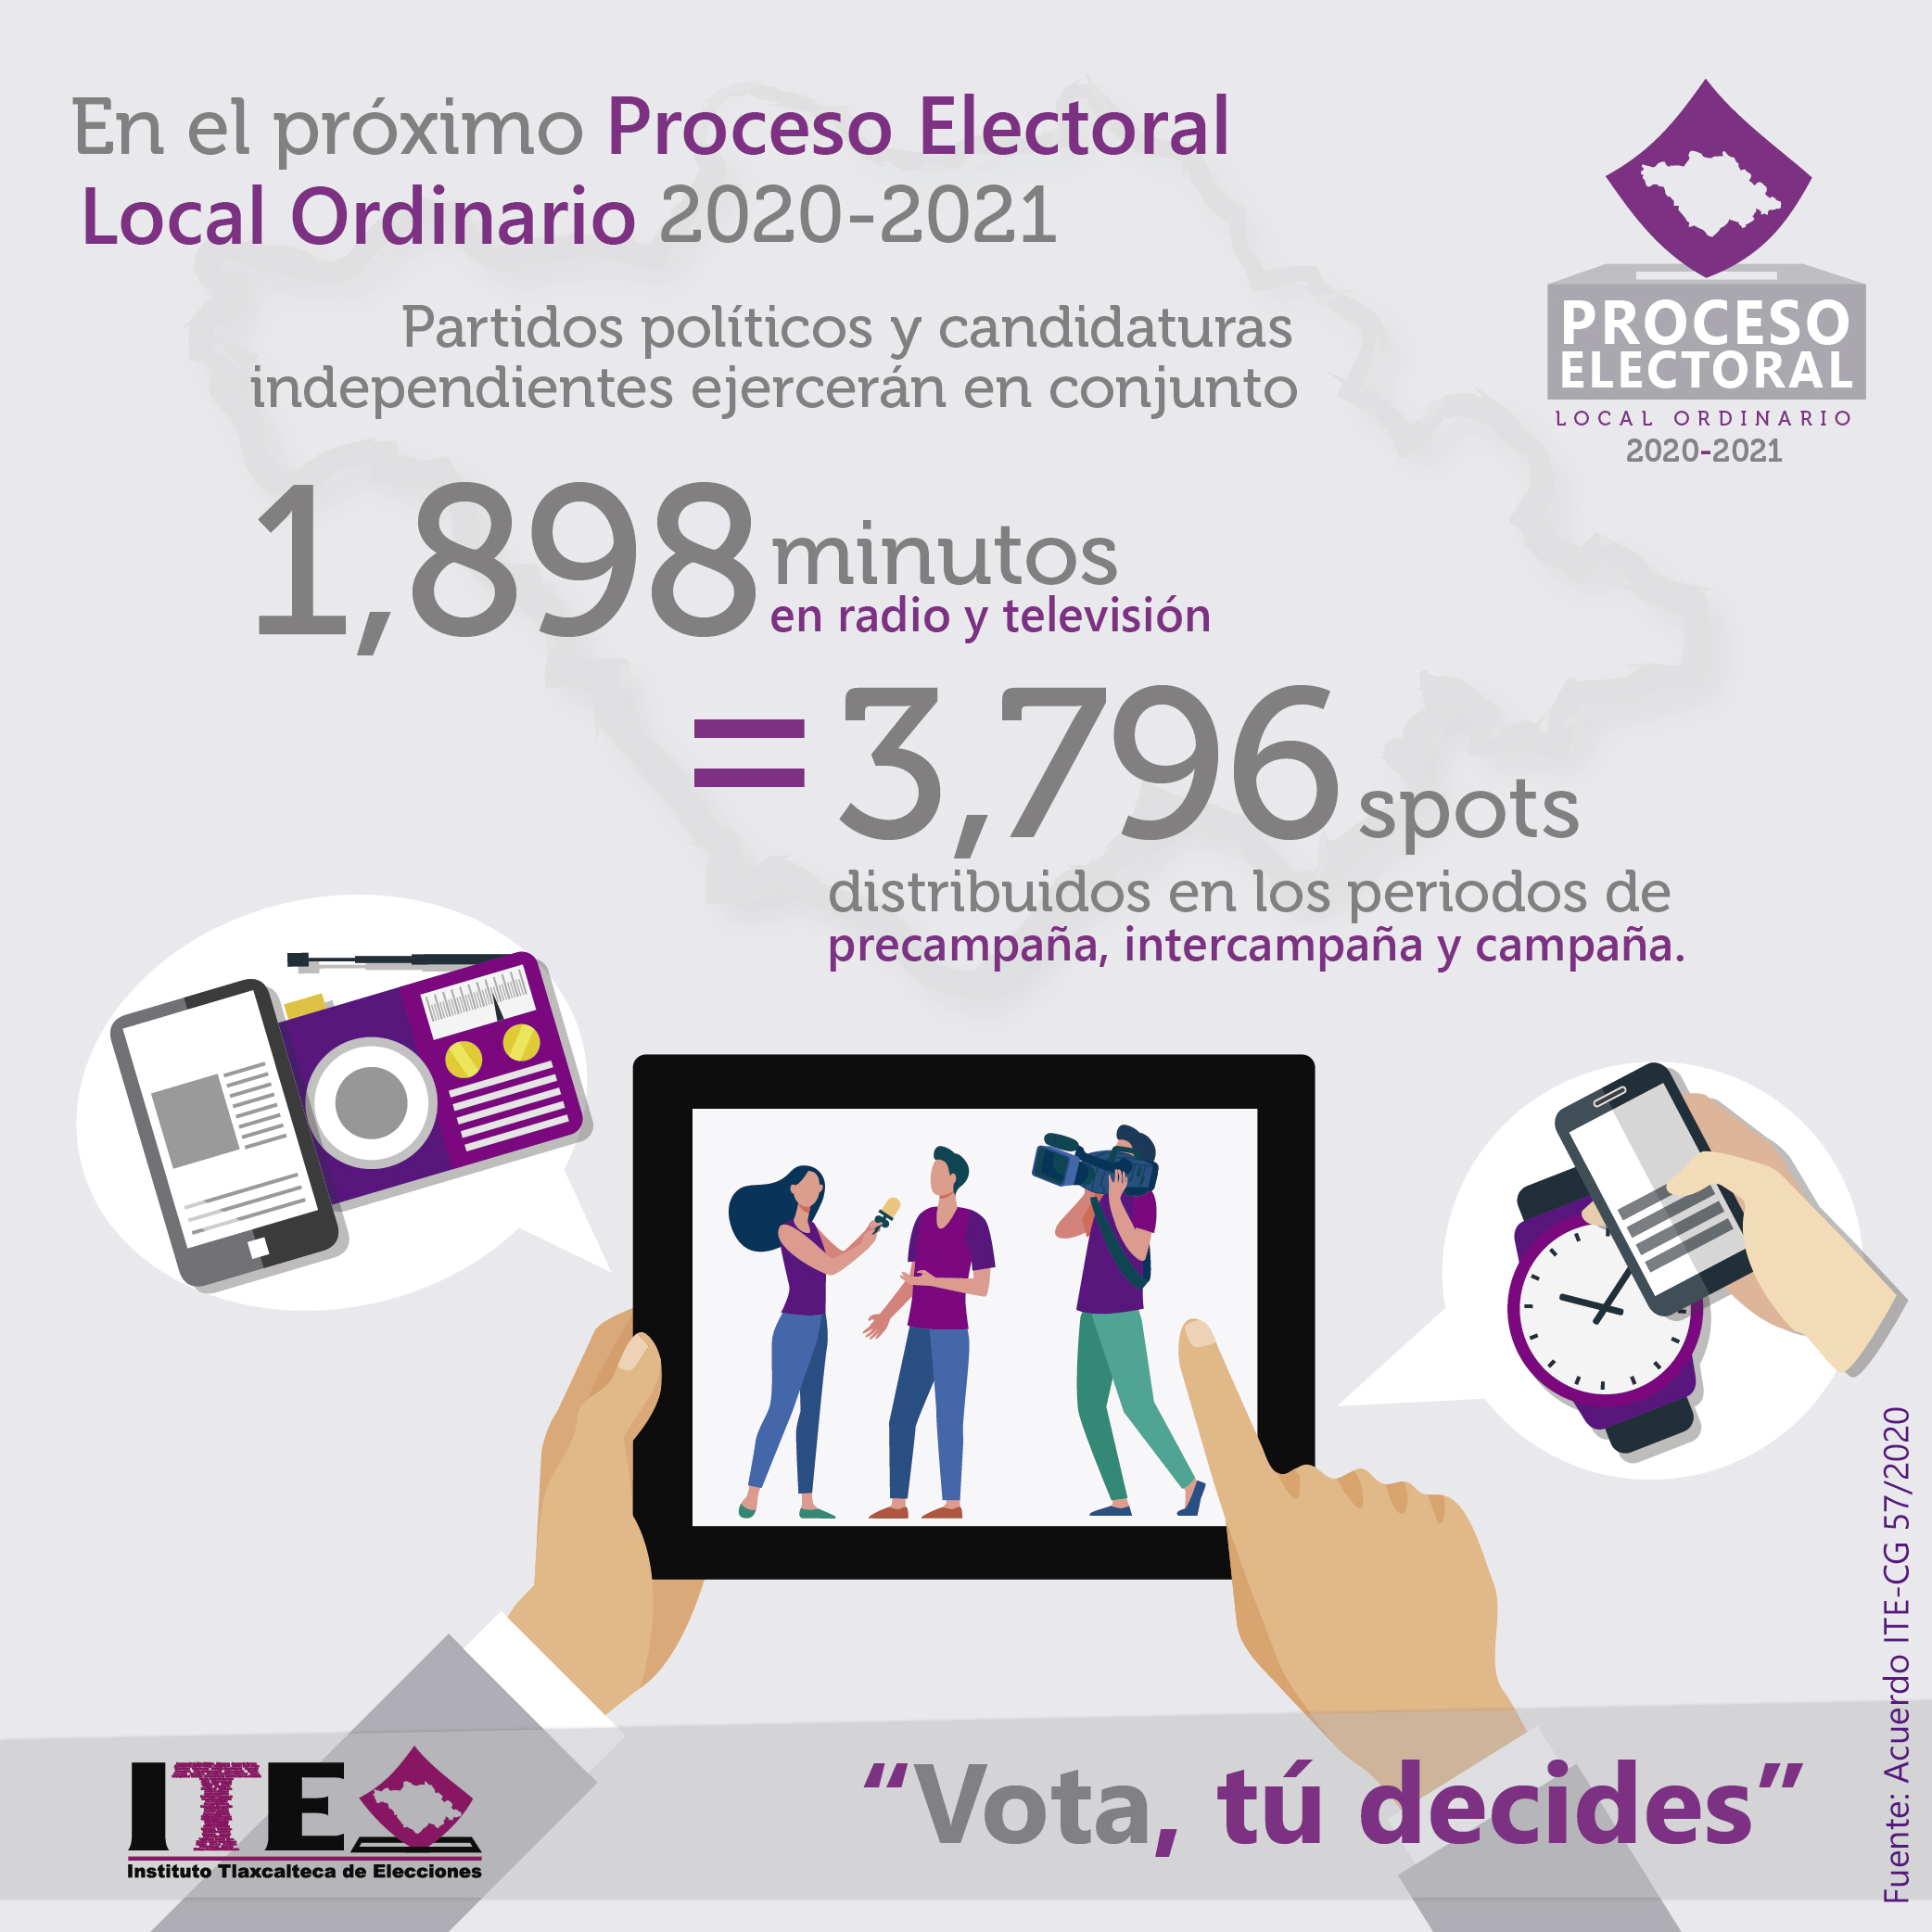 En el próximo Proceso Electoral
Local Ordinario 2020-2021
Partidos políticos y candidaturas
independientes ejercerán en conjunto
1,898 minutos
en radio y televisión
= 3,796 spots
distribuidos en los periodos de
precampaña, intercampaña y campaña.
PROCESO
ELECTORAL
LOCAL ORDINARIO
2020-2021
Fuente: Acuerdo ITE-CG 57/2020
ITE
Instituto Tlaxcalteca de Elecciones
“Vota, tú decides”